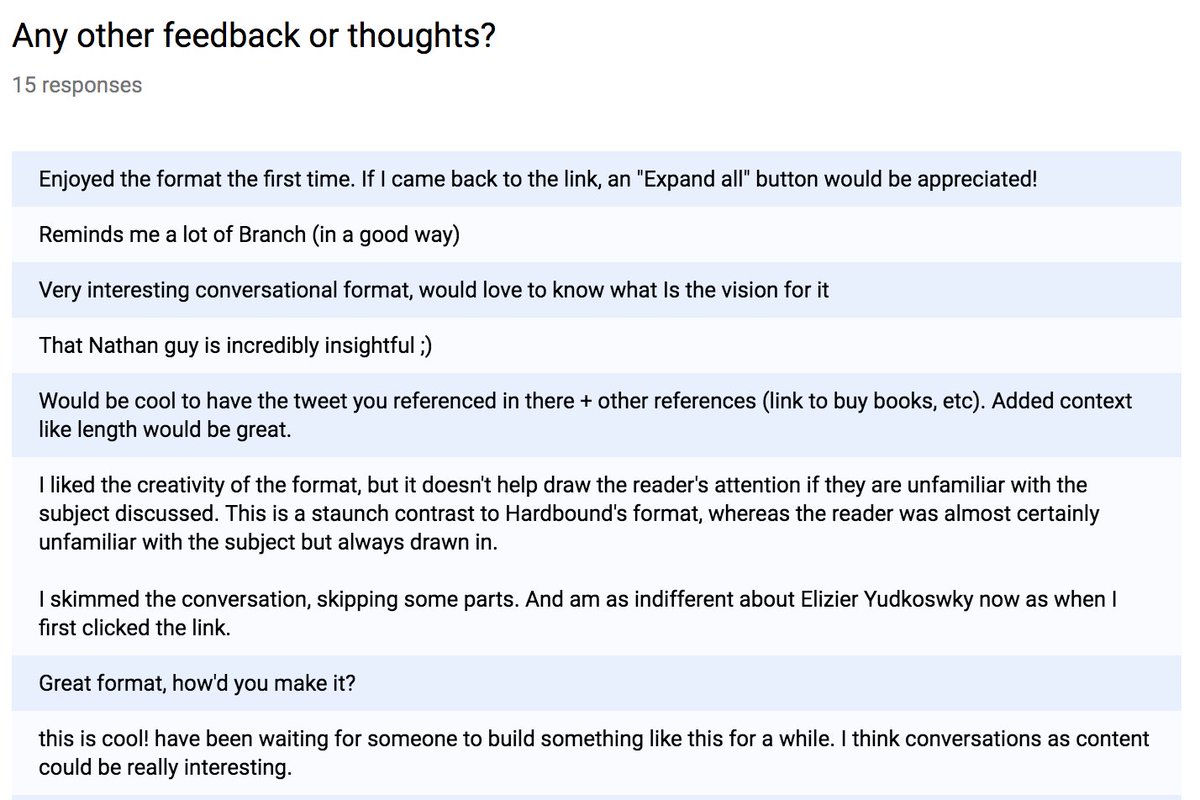 Any other feedback or thoughts?
15 responses
Enjoyed the format the first time. If I came back to the link, an "Expand all" button would be appreciated!
Reminds me a lot of Branch (in a good way)
Very interesting conversational format, would love to know what Is the vision for it
That Nathan guy is incredibly insightful ;)
Would be cool to have the tweet you referenced in there + other references (link to buy books, etc). Added context
like length would be great.
I liked the creativity of the format, but it doesn't help draw the reader's attention if they are unfamiliar with the
subject discussed. This is a staunch contrast to Hardbound's format, whereas the reader was almost certainly
unfamiliar with the subject but always drawn in.
I skimmed the conversation, skipping some parts. And am as indifferent about Elizier Yudkoswky now as when I
first clicked the link.
Great format, how'd you make it?
this is cool! have been waiting for someone to build something like this for a while. I think conversations as content
could be really interesting.